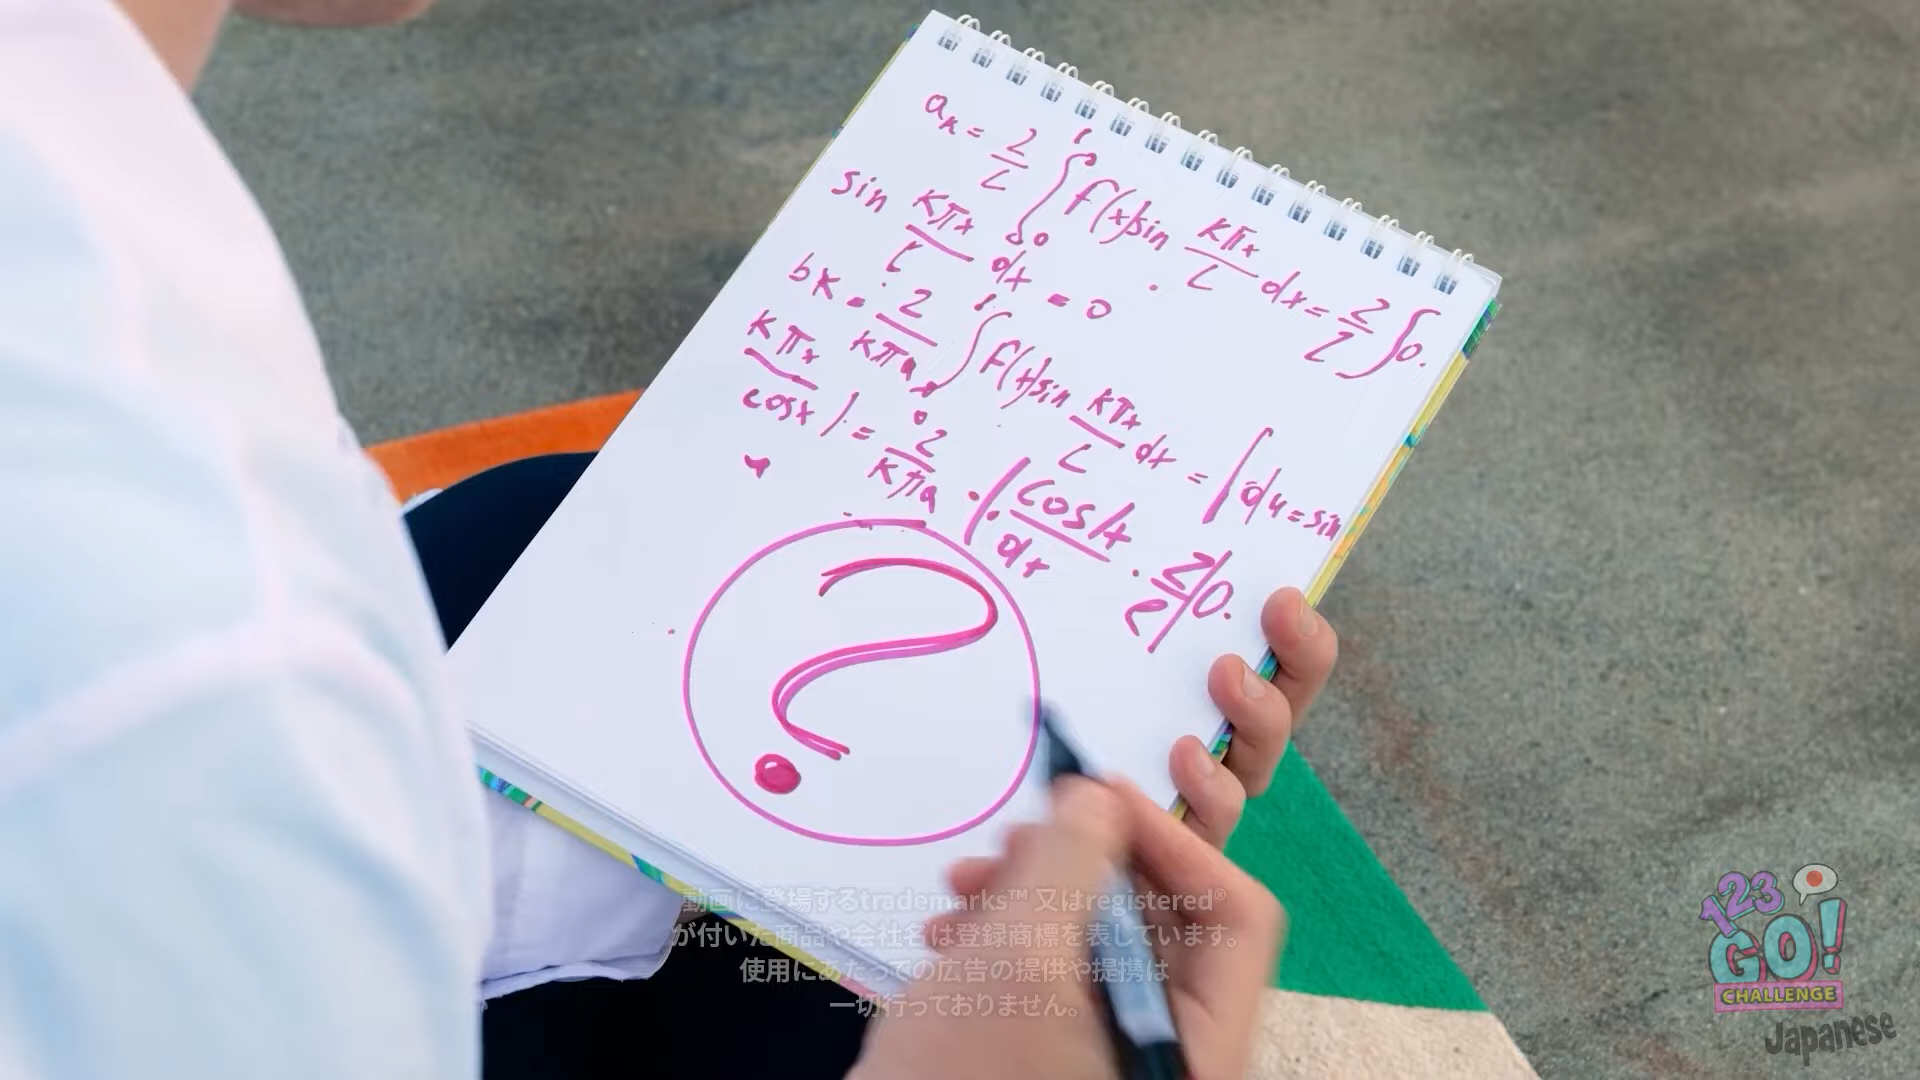 aₖ = 2/L ∫ f(x) sin kπx/L dx = 2/L ∫ 0.
sin kπx/L dx = 0
bk = 2/kπa ∫ f(x) sin kπx/L dx = ∫ du = sin
kπx
cosx |. = 2/kπa · cosx/dx · 2/e 0.
?
動画に登場するtrademarks™ 又はregistered®
が付いた商品や会社名は登録商標を表しています。
使用にあたっての広告の提供や提携は
一切行っておりません。
123
GO!
CHALLENGE
Japanese